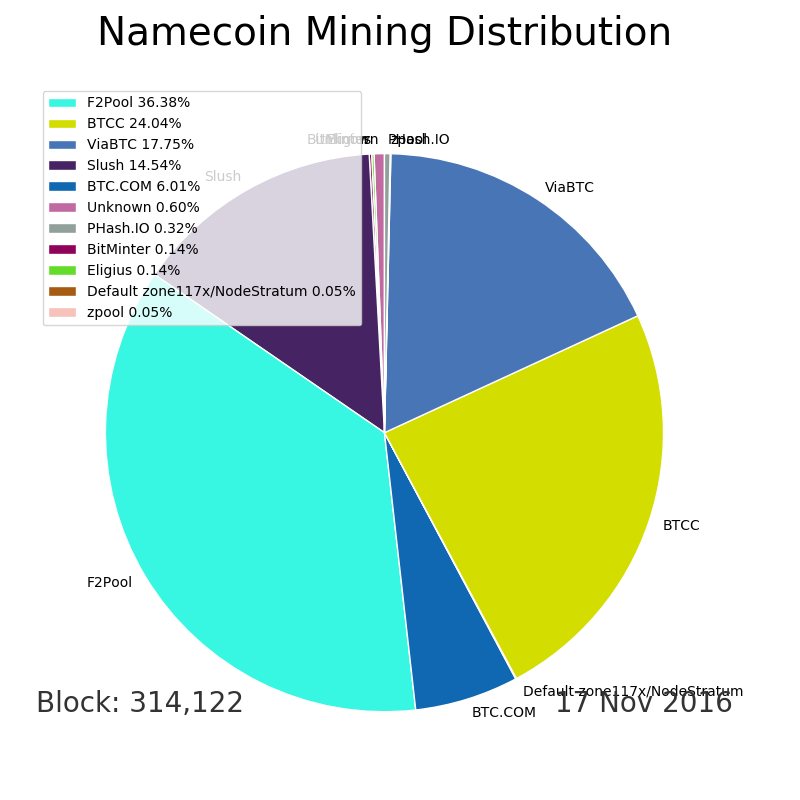 Namecoin Mining Distribution
F2Pool 36.38%
BTCC 24.04%
ViaBTC 17.75%
Slush 14.54%
BTC.COM 6.01%
Unknown 0.60%
PHash.IO 0.32%
BitMinter 0.14%
Eligius 0.14%
Default zone117x/NodeStratum 0.05%
zpool 0.05%
PHash.IO
Slush
ViaBTC
BTCC
F2Pool
Default zone117x/NodeStratum
Block: 314,122
17 Nov 2016
BTC.COM